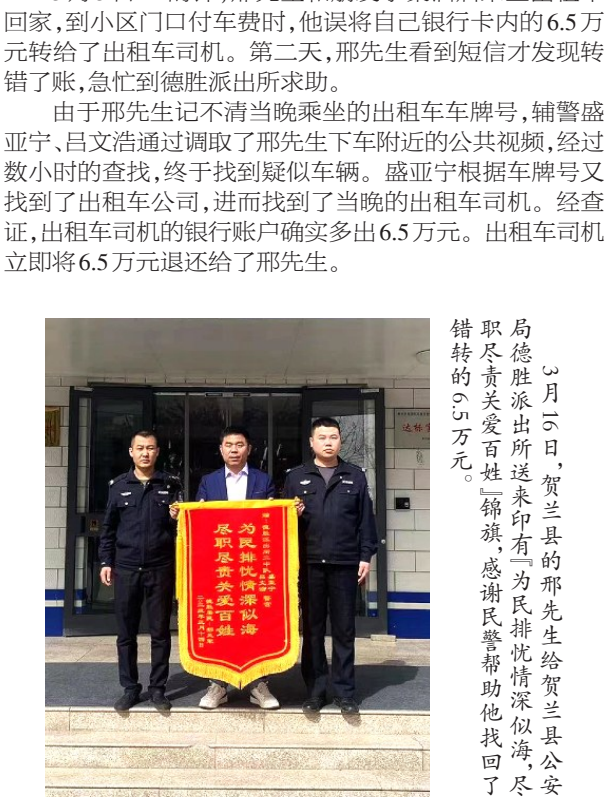 回家,到小区门口付车费时,他误将自己银行卡内的6.5万
元转给了出租车司机。第二天,邢先生看到短信才发现转
错了账,急忙到德胜派出所求助。
由于邢先生记不清当晚乘坐的出租车车牌号,辅警盛
亚宁、吕文浩通过调取了邢先生下车附近的公共视频,经过
数小时的查找,终于找到疑似车辆。盛亚宁根据车牌号又
找到了出租车公司,进而找到了当晚的出租车司机。经查
证,出租车司机的银行账户确实多出6.5万元。出租车司机
立即将6.5万元退还给了邢先生。
3月16日,贺兰县的邢先生给贺兰县公安
局德胜派出所送来印有『为民排忧情深似海,尽
职尽责关爱百姓』锦旗,感谢民警帮助他找回了
错转的6.5万元。
为民排忧情深似海
尽职尽责关爱百姓